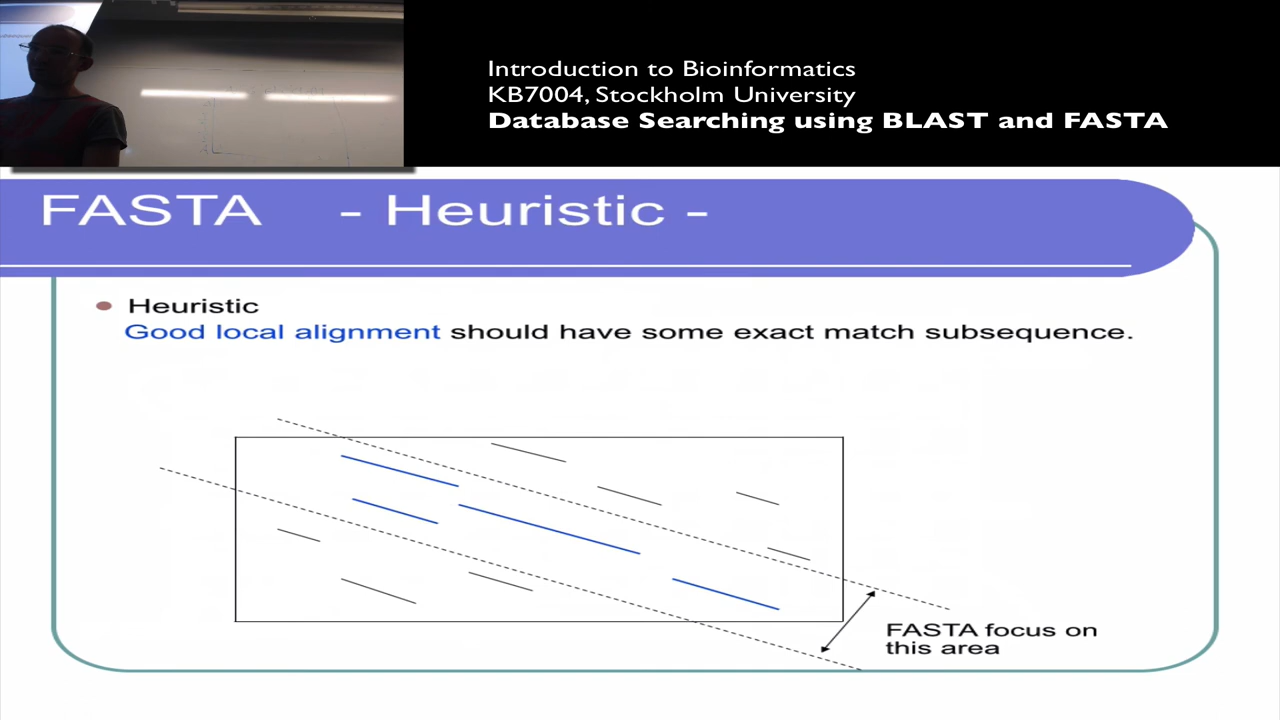 Introduction to Bioinformatics
KB7004, Stockholm University
Database Searching using BLAST and FASTA
FASTA - Heuristic -
Heuristic
Good local alignment should have some exact match subsequence.
FASTA focus on
this area